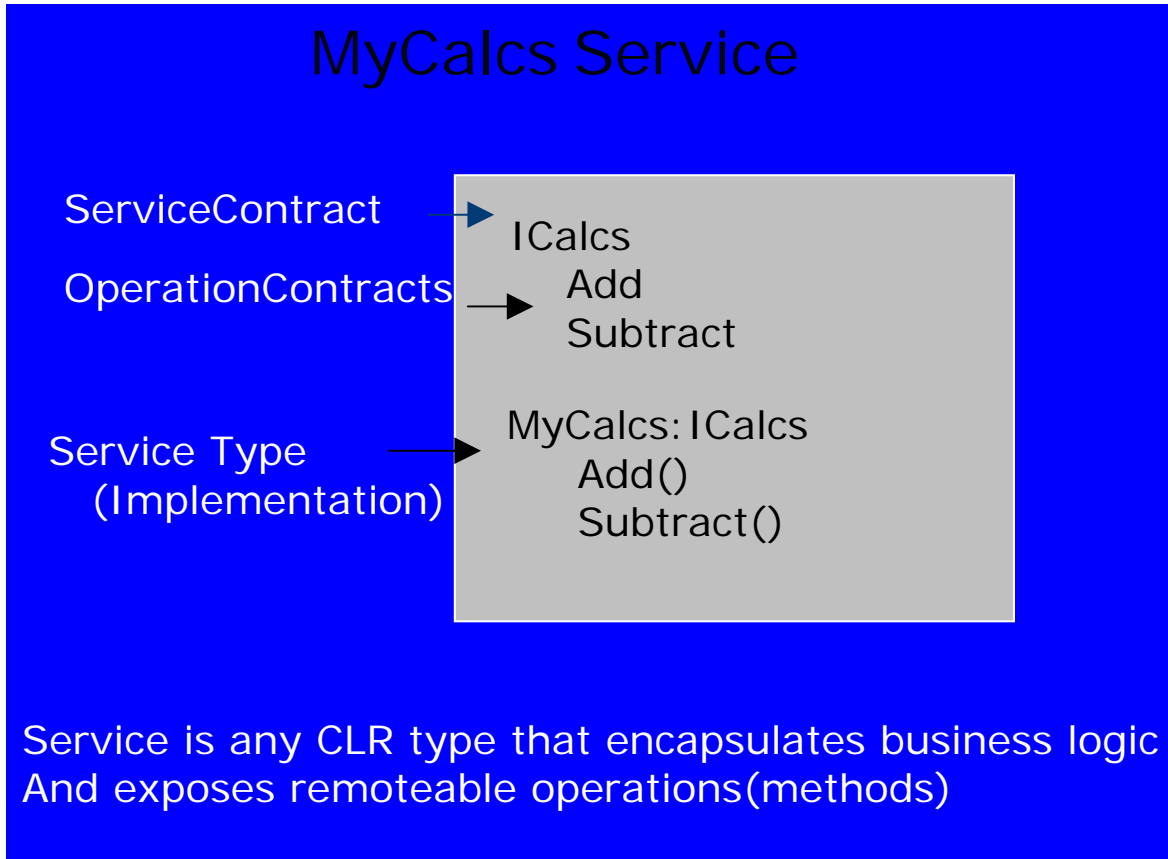 MyCalcs Service
ServiceContract
ICalcs
OperationContracts
Add
Subtract
MyCalcs:ICalcs
Service Type
(Implementation)
Add()
Subtract()
Service is any CLR type that encapsulates business logic
And exposes remoteable operations(methods)